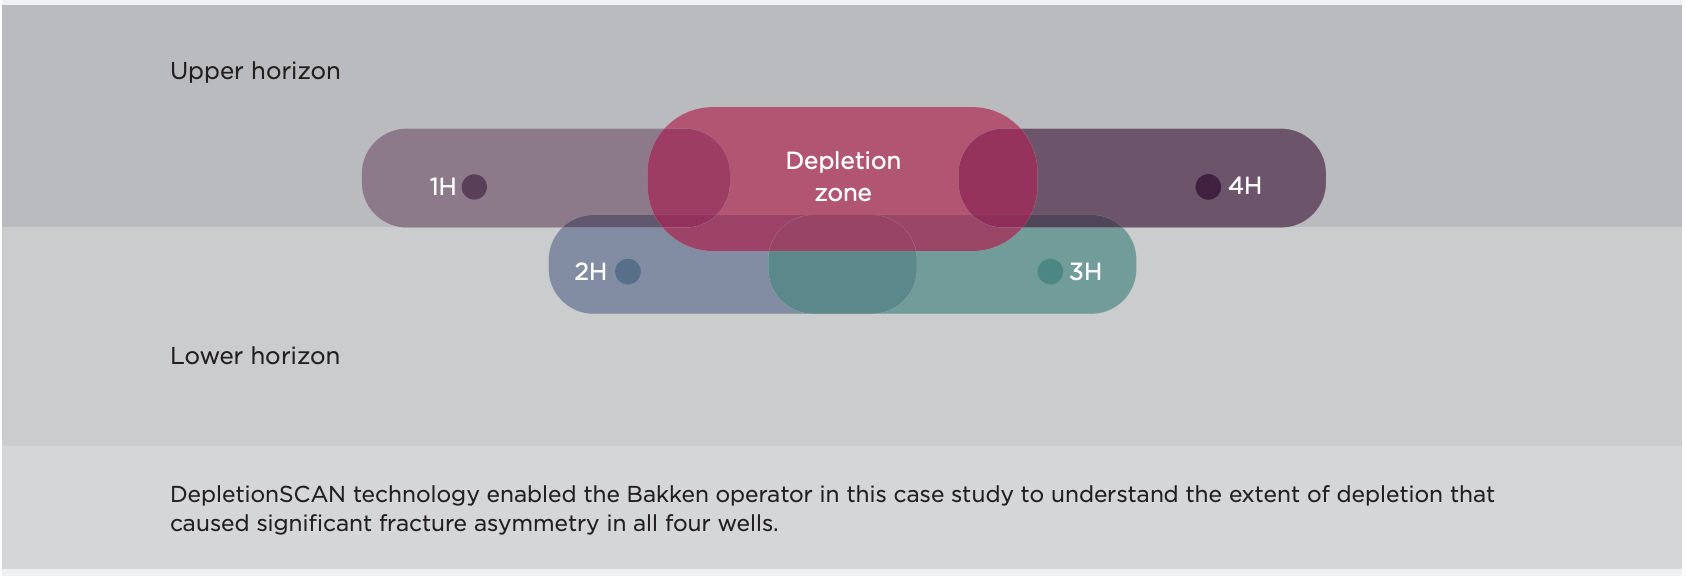 Upper horizon
Depletion
zone
1H
4H
2H
3H
Lower horizon
DepletionSCAN technology enabled the Bakken operator in this case study to understand the extent of depletion that
caused significant fracture asymmetry in all four wells.